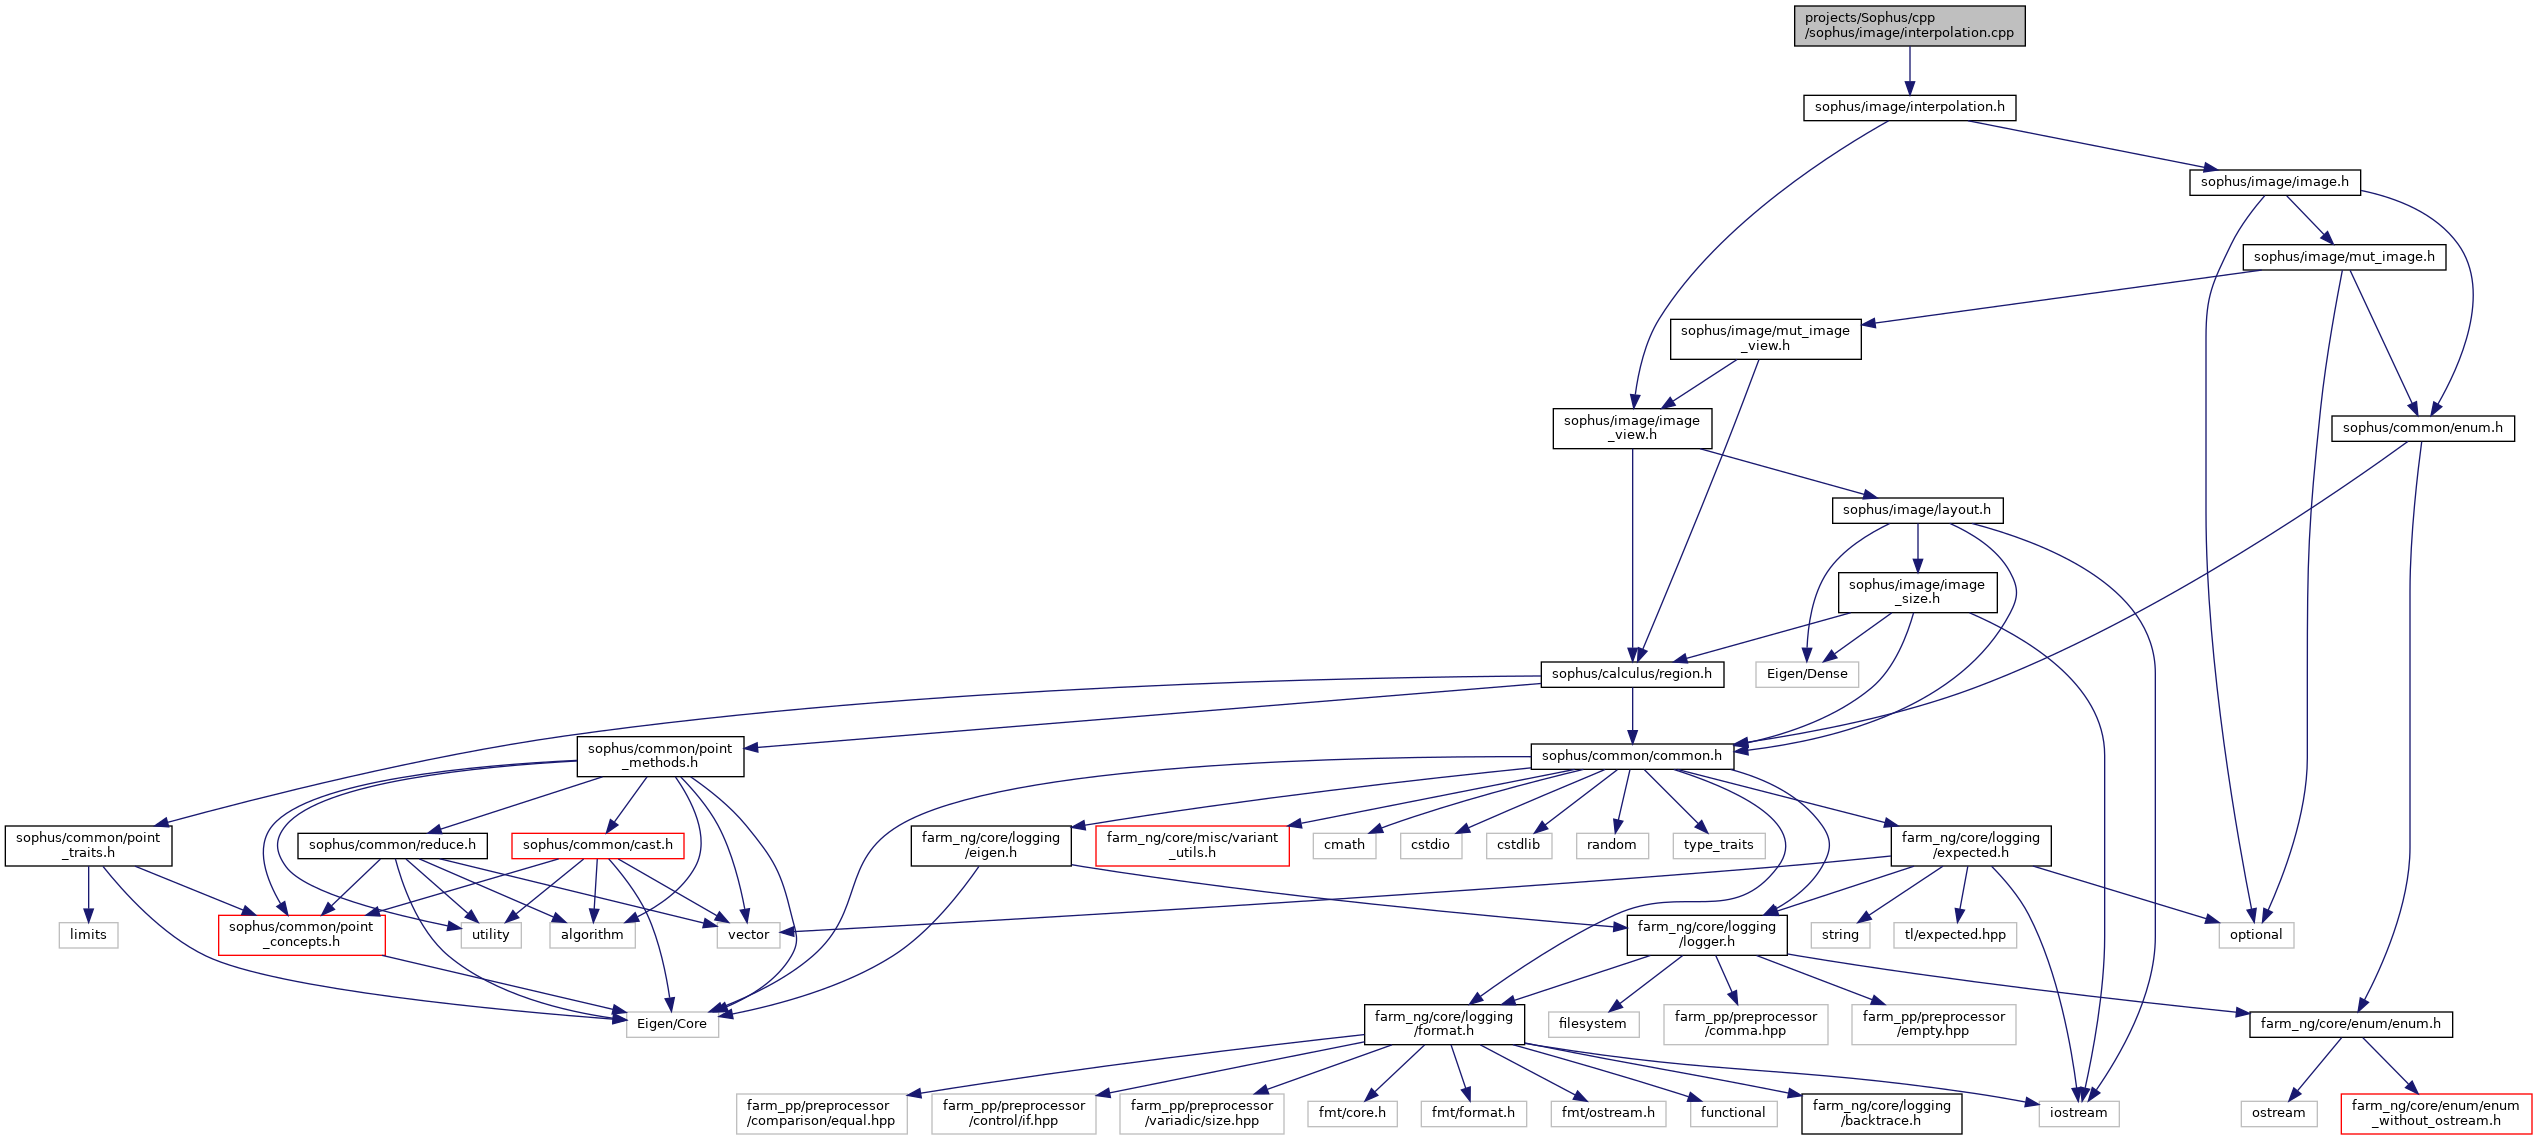 projects/Sophus/cpp
/sophus/image/interpolation.cpp
sophus/image/interpolation.h
sophus/image/image.h
sophus/image/mut_image.h
sophus/image/mut_image
_view.h
sophus/image/image
_view.h
sophus/common/enum.h
sophus/image/layout.h
sophus/image/image
_size.h
sophus/calculus/region.h
Eigen/Dense
sophus/common/point
_methods.h
sophus/common/common.h
sophus/common/point
_traits.h
sophus/common/reduce.h
sophus/common/cast.h
farm_ng/core/logging
/eigen.h
farm_ng/core/misc/variant
_utils.h
cmath
cstdio
cstdlib
random
type_traits
farm_ng/core/logging
/expected.h
limits
sophus/common/point
_concepts.h
utility
algorithm
vector
farm_ng/core/logging
/logger.h
string
tl/expected.hpp
optional
Eigen/Core
farm_ng/core/logging
/format.h
filesystem
farm_pp/preprocessor
/comma.hpp
farm_pp/preprocessor
/empty.hpp
farm_ng/core/enum/enum.h
farm_pp/preprocessor
/comparison/equal.hpp
farm_pp/preprocessor
/control/if.hpp
farm_pp/preprocessor
/variadic/size.hpp
fmt/core.h
fmt/format.h
fmt/ostream.h
functional
farm_ng/core/logging
/backtrace.h
iostream
ostream
farm_ng/core/enum/enum
_without_ostream.h